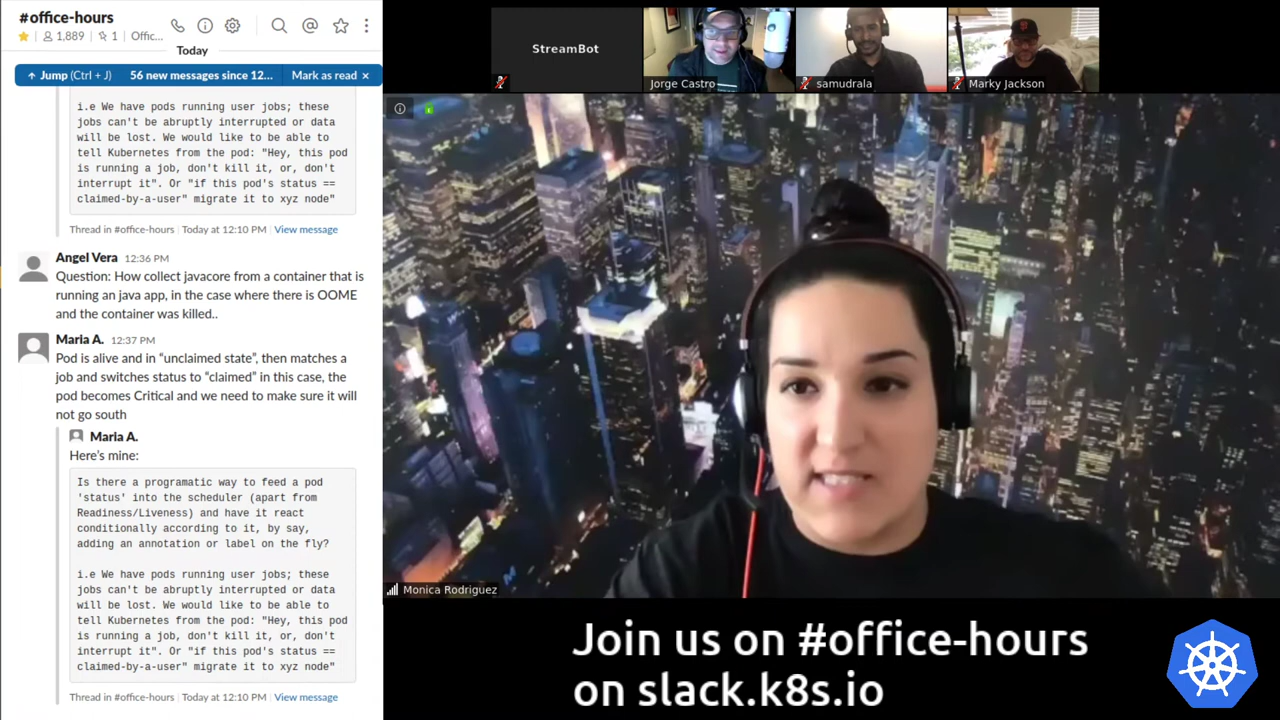 #office-hours
1,889
1
Offic...
Today
Jump (Ctrl + J) 56 new messages since 12... Mark as read ×
i.e We have pods running user jobs; these
jobs can't be abruptly interrupted or data
will be lost. We would like to be able to
tell Kubernetes from the pod: "Hey, this pod
is running a job, don't kill it, or, don't
interrupt it". Or "if this pod's status ==
claimed-by-a-user" migrate it to xyz node"
Thread in #office-hours | Today at 12:10 PM | View message
Angel Vera 12:36 PM
Question: How collect javacore from a container that is
running an java app, in the case where there is OOME
and the container was killed..
Maria A. 12:37 PM
Pod is alive and in “unclaimed state”, then matches a
job and switches status to “claimed” in this case, the
pod becomes Critical and we need to make sure it will
not go south
Maria A.
Here’s mine:
Is there a programatic way to feed a pod
'status' into the scheduler (apart from
Readiness/Liveness) and have it react
conditionally according to it, by say,
adding an annotation or label on the fly?
i.e We have pods running user jobs; these
jobs can't be abruptly interrupted or data
will be lost. We would like to be able to
tell Kubernetes from the pod: "Hey, this pod
is running a job, don't kill it, or, don't
interrupt it". Or "if this pod's status ==
claimed-by-a-user" migrate it to xyz node"
Thread in #office-hours | Today at 12:10 PM | View message
StreamBot
Jorge Castro
samudrala
Marky Jackson
Monica Rodriguez
Join us on #office-hours
on slack.k8s.io